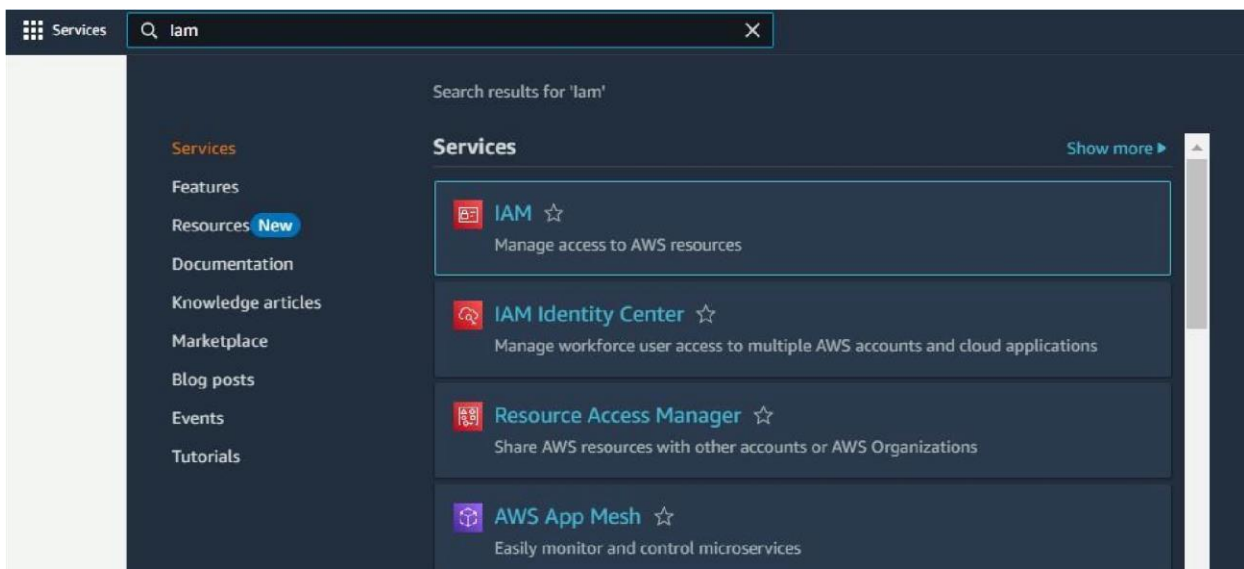 Services
Iam
Search results for 'Iam'
Services
Features
Resources New
Documentation
Knowledge articles
Marketplace
Blog posts
Events
Tutorials
Services
Show more
IAM
Manage access to AWS resources
IAM Identity Center
Manage workforce user access to multiple AWS accounts and cloud applications
Resource Access Manager
Share AWS resources with other accounts or AWS Organizations
AWS App Mesh
Easily monitor and control microservices